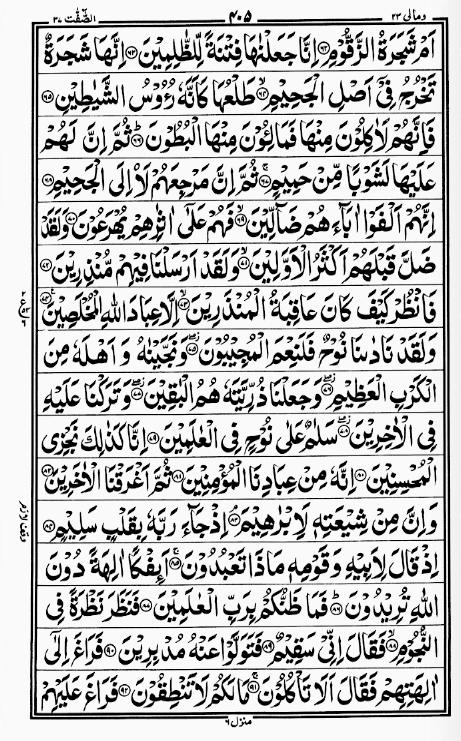 الصّٰٓفّٰت ٣٧ ۴۰۵ ومالی ٢٣
اَمْ شَجَرَةُ الزَّقُّوْمِ ﴿۶۲﴾ اِنَّا جَعَلْنٰهَا فِتْنَةً لِّلظّٰلِمِیْنَ ﴿۶۳﴾ اِنَّهَا شَجَرَةٌ
تَخْرُجُ فِیْۤ اَصْلِ الْجَحِیْمِ ﴿۶۴﴾ طَلْعُهَا كَاَنَّهٗ رُءُوْسُ الشَّیٰطِیْنِ ﴿۶۵﴾
فَاِنَّهُمْ لَاٰكِلُوْنَ مِنْهَا فَمَالِـُٔوْنَ مِنْهَا الْبُطُوْنَ ﴿۶۶﴾ ثُمَّ اِنَّ لَهُمْ
عَلَیْهَا لَشَوْبًا مِّنْ حَمِیْمٍ ﴿۶۷﴾ ثُمَّ اِنَّ مَرْجِعَهُمْ لَاۡاِلَی الْجَحِیْمِ ﴿۶۸﴾
اِنَّهُمْ اَلْفَوْا اٰبَآءَهُمْ ضَآلِّیْنَ ﴿۶۹﴾ فَهُمْ عَلٰۤی اٰثٰرِهِمْ یُهْرَعُوْنَ ﴿۷۰﴾ وَلَقَدْ
ضَلَّ قَبْلَهُمْ اَكْثَرُ الْاَوَّلِیْنَ ﴿۷۱﴾ وَلَقَدْ اَرْسَلْنَا فِیْهِمْ مُّنْذِرِیْنَ ﴿۷۲﴾
فَانْظُرْ كَیْفَ كَانَ عَاقِبَةُ الْمُنْذَرِیْنَ ﴿۷۳﴾ اِلَّا عِبَادَ اللّٰهِ الْمُخْلَصِیْنَ ﴿۷۴﴾
وَلَقَدْ نَادٰىنَا نُوْحٌ فَلَنِعْمَ الْمُجِیْبُوْنَ ﴿۷۵﴾ وَنَجَّیْنٰهُ وَ اَهْلَهٗ مِنَ
الْكَرْبِ الْعَظِیْمِ ﴿۷۶﴾ وَجَعَلْنَا ذُرِّیَّتَهٗ هُمُ الْبٰقِیْنَ ﴿۷۷﴾ وَتَرَكْنَا عَلَیْهِ
فِی الْاٰخِرِیْنَ ﴿۷۸﴾ سَلٰمٌ عَلٰی نُوْحٍ فِی الْعٰلَمِیْنَ ﴿۷۹﴾ اِنَّا كَذٰلِكَ نَجْزِی
الْمُحْسِنِیْنَ ﴿۸۰﴾ اِنَّهٗ مِنْ عِبَادِنَا الْمُؤْمِنِیْنَ ﴿۸۱﴾ ثُمَّ اَغْرَقْنَا الْاٰخَرِیْنَ ﴿۸۲﴾
وَاِنَّ مِنْ شِیْعَتِهٖ لَاِبْرٰهِیْمَ ﴿۸۳﴾ اِذْ جَآءَ رَبَّهٗ بِقَلْبٍ سَلِیْمٍ ﴿۸۴﴾
اِذْ قَالَ لِاَبِیْهِ وَ قَوْمِهٖ مَاذَا تَعْبُدُوْنَ ﴿۸۵﴾ اَىِٕفْكًا اٰلِهَةً دُوْنَ
اللّٰهِ تُرِیْدُوْنَ ﴿۸۶﴾ فَمَا ظَنُّكُمْ بِرَبِّ الْعٰلَمِیْنَ ﴿۸۷﴾ فَنَظَرَ نَظْرَةً فِی
النُّجُوْمِ ﴿۸۸﴾ فَقَالَ اِنِّیْ سَقِیْمٌ ﴿۸۹﴾ فَتَوَلَّوْا عَنْهُ مُدْبِرِیْنَ ﴿۹۰﴾ فَرَاغَ اِلٰۤی
اٰلِهَتِهِمْ فَقَالَ اَلَا تَاْكُلُوْنَ ﴿۹۱﴾ مَا لَكُمْ لَا تَنْطِقُوْنَ ﴿۹۲﴾ فَرَاغَ عَلَیْهِمْ
وقف لازم
منزل ۶